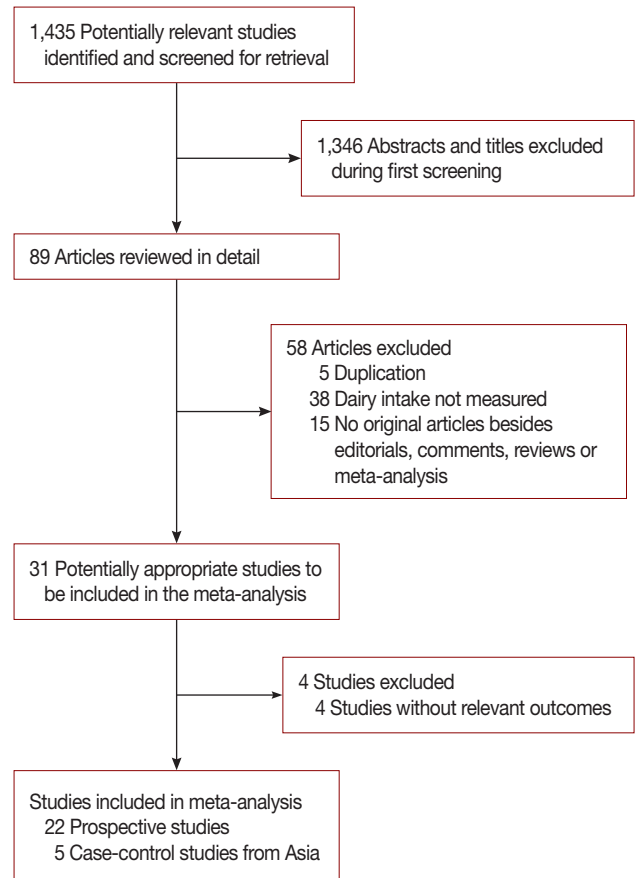 1,435 Potentially relevant studies
identified and screened for retrieval
1,346 Abstracts and titles excluded
during first screening
89 Articles reviewed in detail
58 Articles excluded
5 Duplication
38 Dairy intake not measured
15 No original articles besides
editorials, comments, reviews or
meta-analysis
31 Potentially appropriate studies to
be included in the meta-analysis
4 Studies excluded
4 Studies without relevant outcomes
Studies included in meta-analysis
22 Prospective studies
5 Case-control studies from Asia